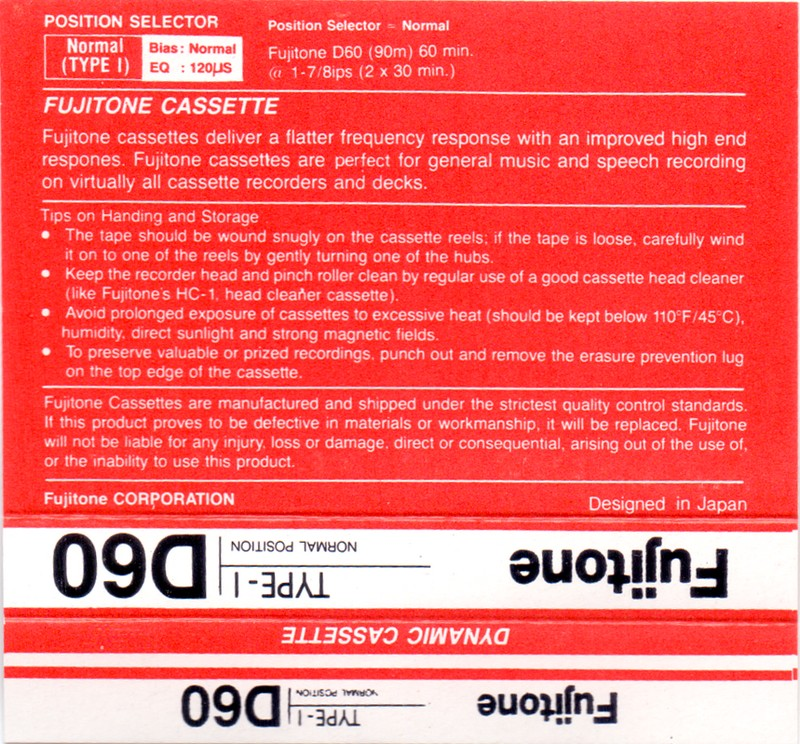 POSITION SELECTOR
Normal
(TYPE I)
Bias: Normal
EQ : 120µS
Position Selector = Normal
Fujitone D60 (90m) 60 min.
@ 1-7/8ips (2 x 30 min.)
FUJITONE CASSETTE
Fujitone cassettes deliver a flatter frequency response with an improved high end
respones. Fujitone cassettes are perfect for general music and speech recording
on virtually all cassette recorders and decks.
Tips on Handing and Storage
• The tape should be wound snugly on the cassette reels; if the tape is loose, carefully wind
it on to one of the reels by gently turning one of the hubs.
• Keep the recorder head and pinch roller clean by regular use of a good cassette head cleaner
(like Fujitone's HC-1, head cleaner cassette).
• Avoid prolonged exposure of cassettes to excessive heat (should be kept below 110°F/45°C),
humidity, direct sunlight and strong magnetic fields.
• To preserve valuable or prized recordings, punch out and remove the erasure prevention lug
on the top edge of the cassette.
Fujitone Cassettes are manufactured and shipped under the strictest quality control standards.
If this product proves to be defective in materials or workmanship, it will be replaced. Fujitone
will not be liable for any injury, loss or damage, direct or consequential, arising out of the use of,
or the inability to use this product.
Fujitone CORPORATION
Designed in Japan
Fujitone
TYPE-I
NORMAL POSITION
D60
DYNAMIC CASSETTE
Fujitone
TYPE-I
NORMAL POSITION
D60